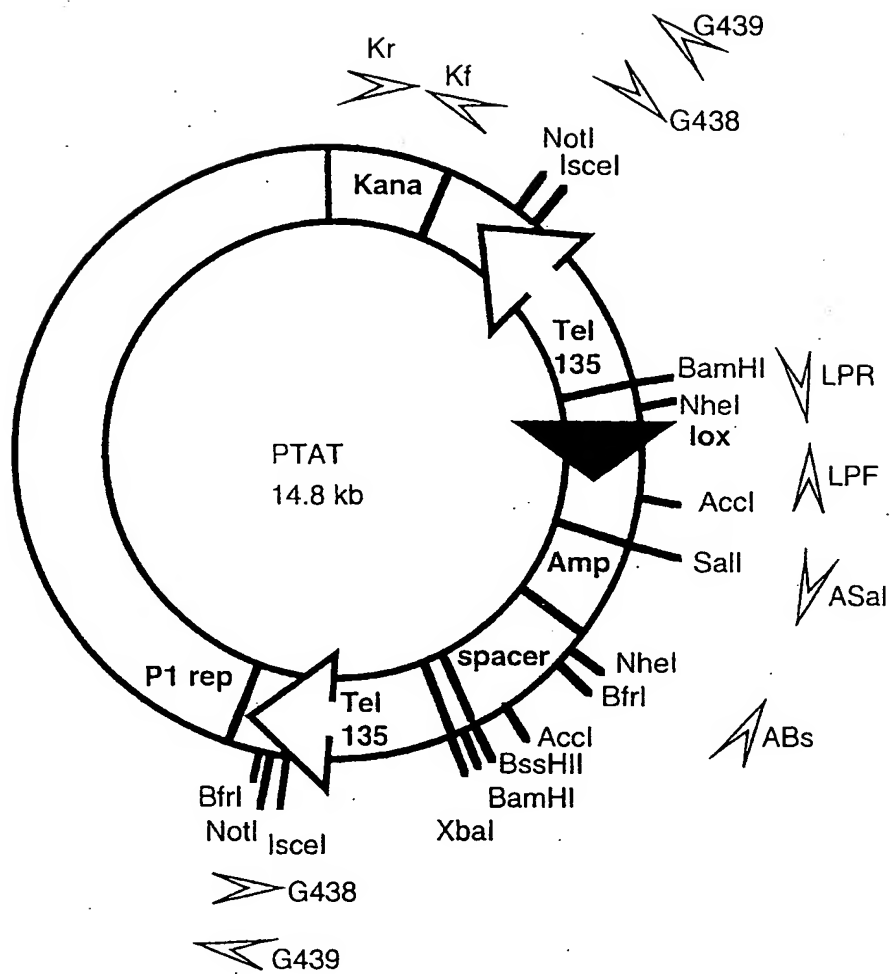 G439
Kr
Kf
G438
NotI
IsceI
Kana
Tel
135
BamHI
LPR
NheI
lox
PTAT
14.8 kb
LPF
AccI
Amp
SalI
ASal
spacer
NheI
P1 rep
BfrI
Tel
135
ABs
AccI
BssHII
BfrI
BamHI
NotI
XbaI
IsceI
G438
G439